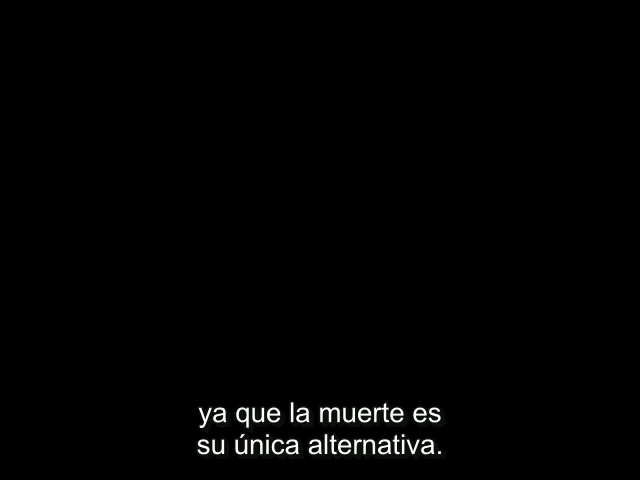 ya que la muerte es
su única alternativa.